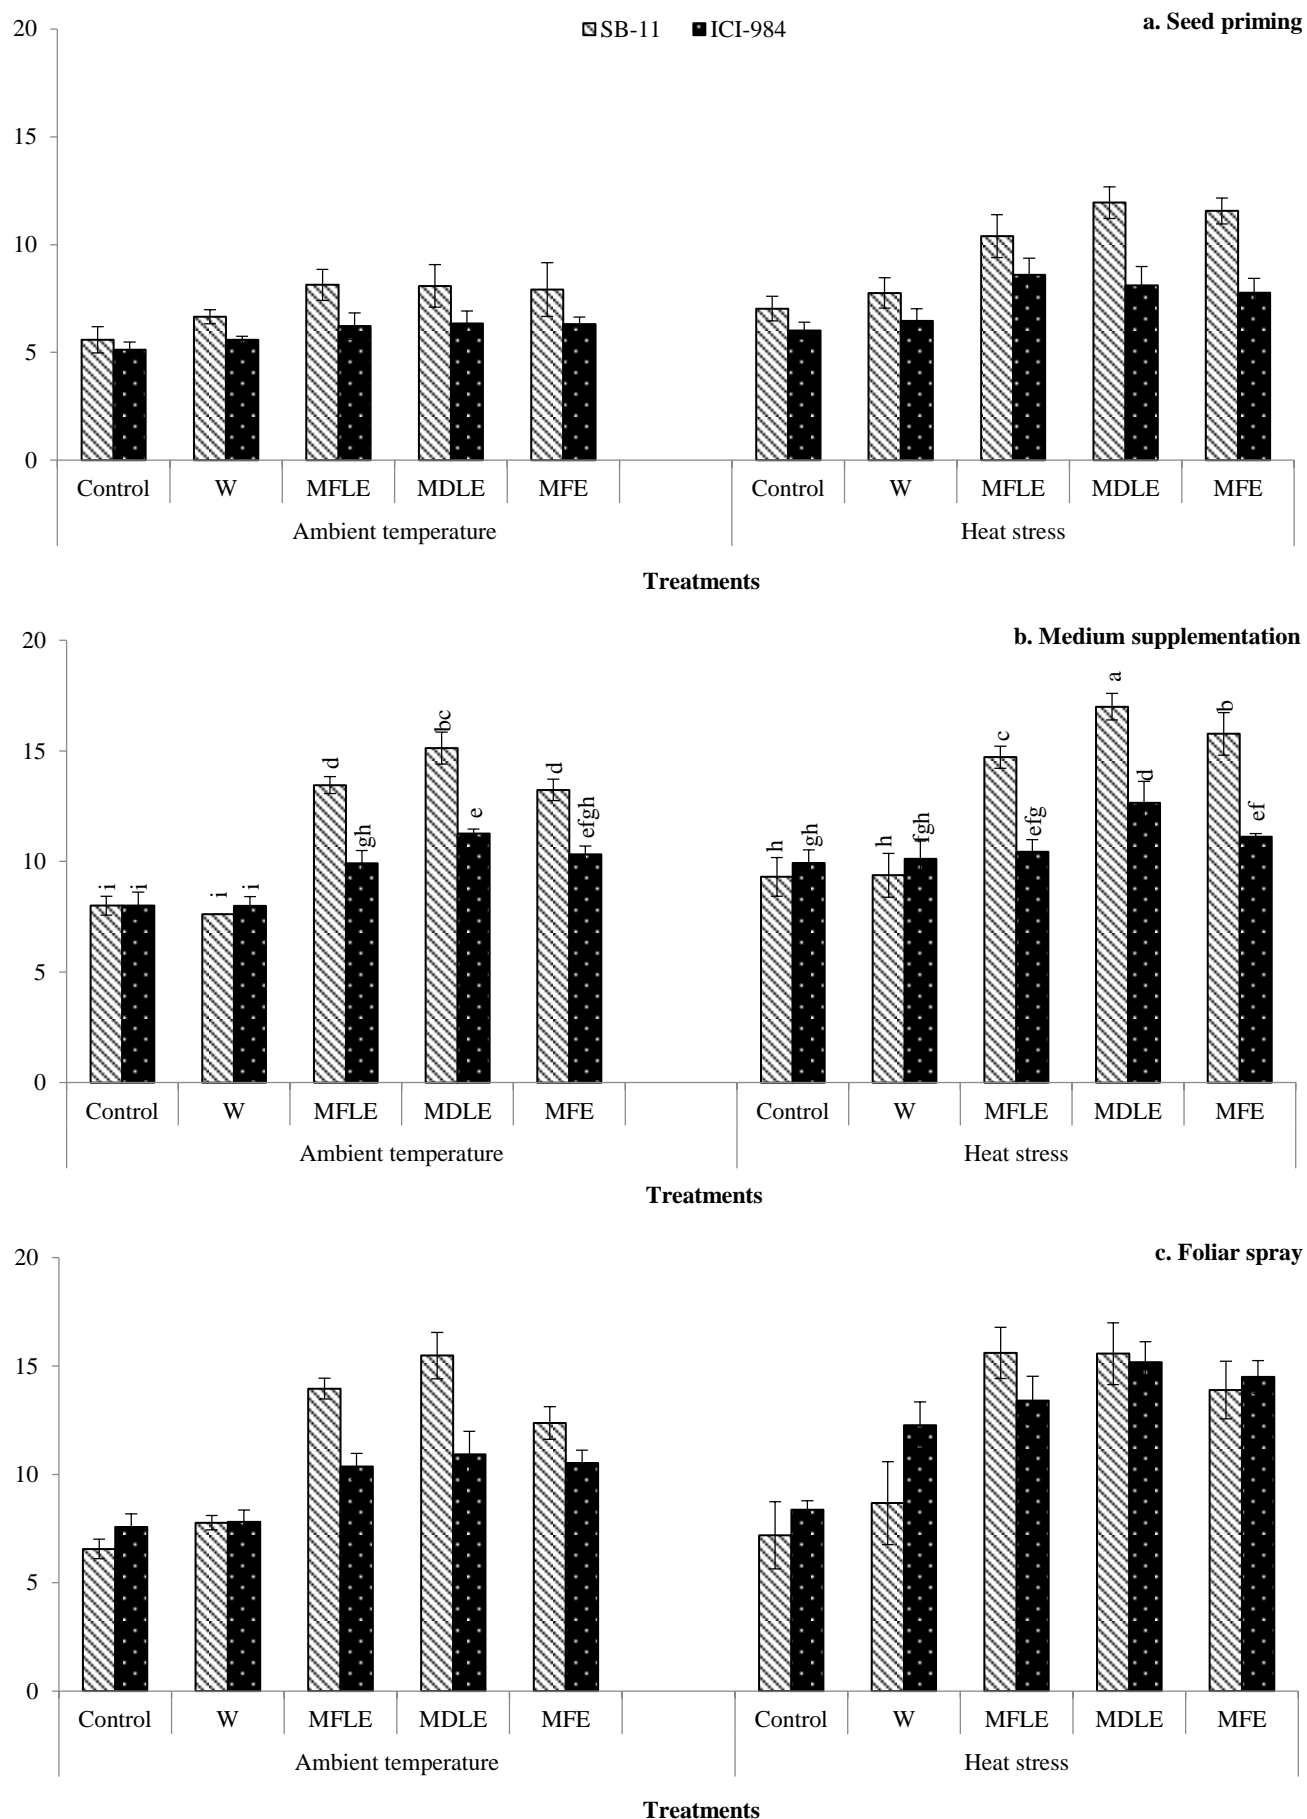 a. Seed priming
SB-11 ICI-984
20
15
10
5
0
Control W MFLE MDLE MFE Control W MFLE MDLE MFE
Ambient temperature Heat stress
Treatments
b. Medium supplementation
20
15
10
5
0
i i i i d gh bc e d efgh h gh h fgh c efg a d b ef
Control W MFLE MDLE MFE Control W MFLE MDLE MFE
Ambient temperature Heat stress
Treatments
c. Foliar spray
20
15
10
5
0
Control W MFLE MDLE MFE Control W MFLE MDLE MFE
Ambient temperature Heat stress
Treatments